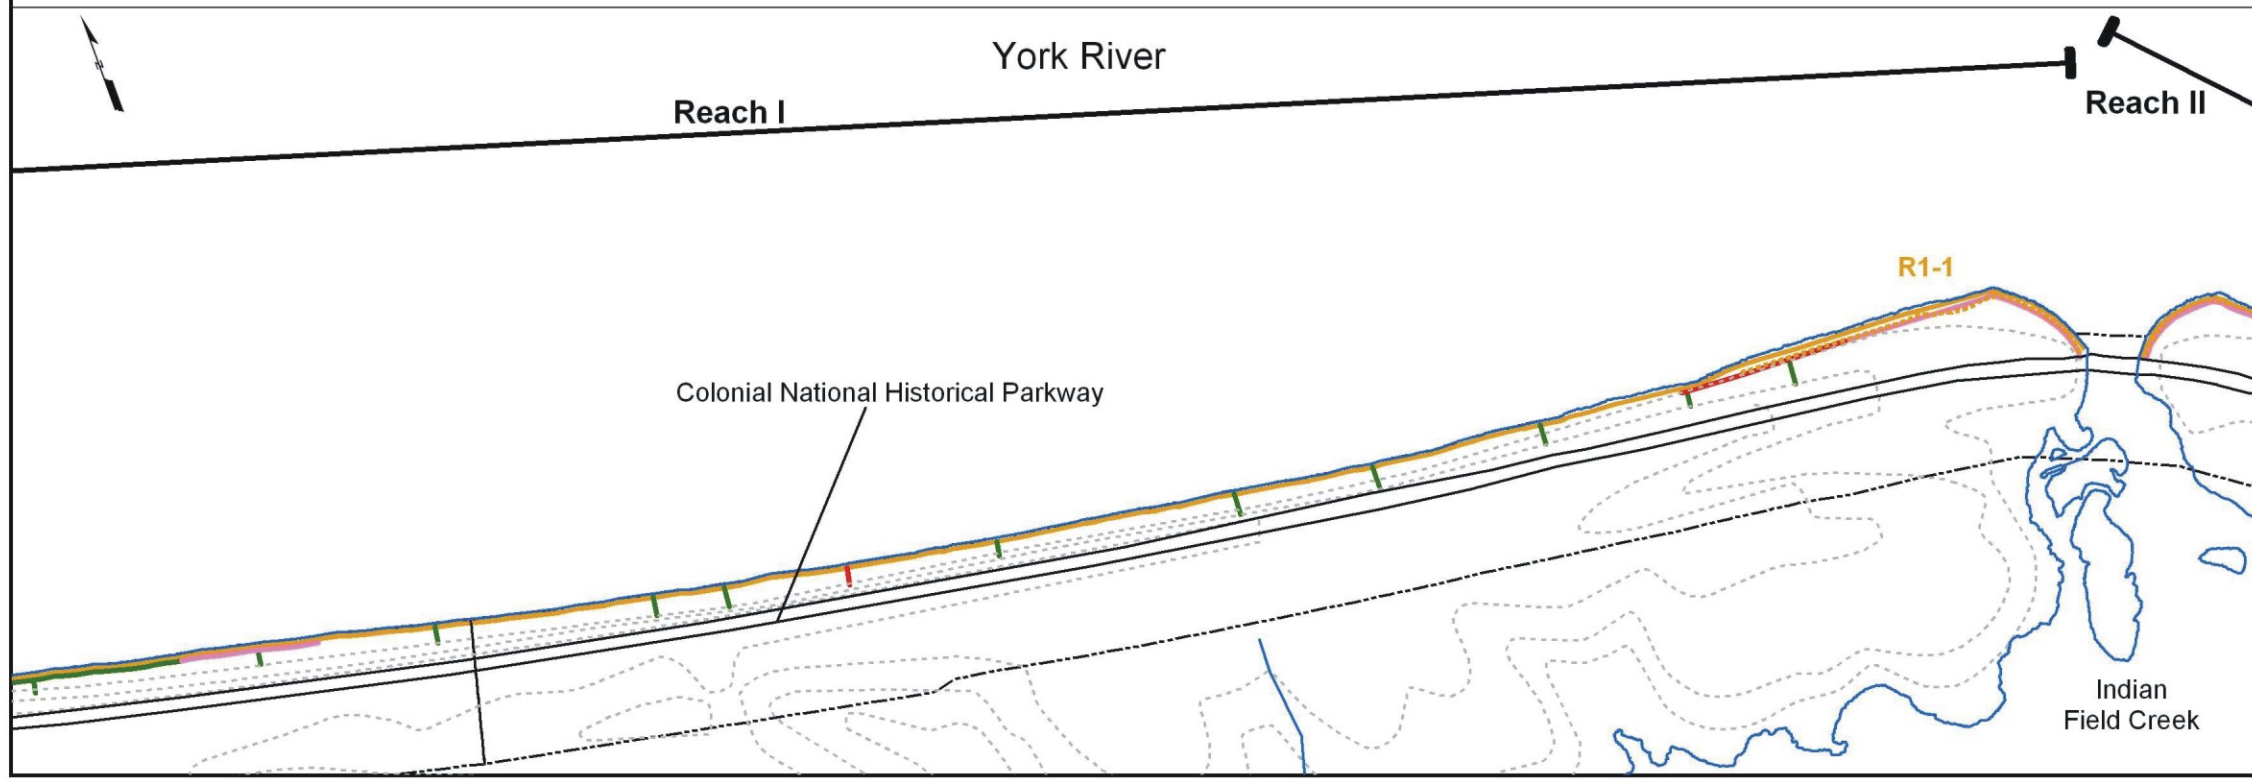 York River
Reach I
Reach II
R1-1
Colonial National Historical Parkway
Indian
Field Creek